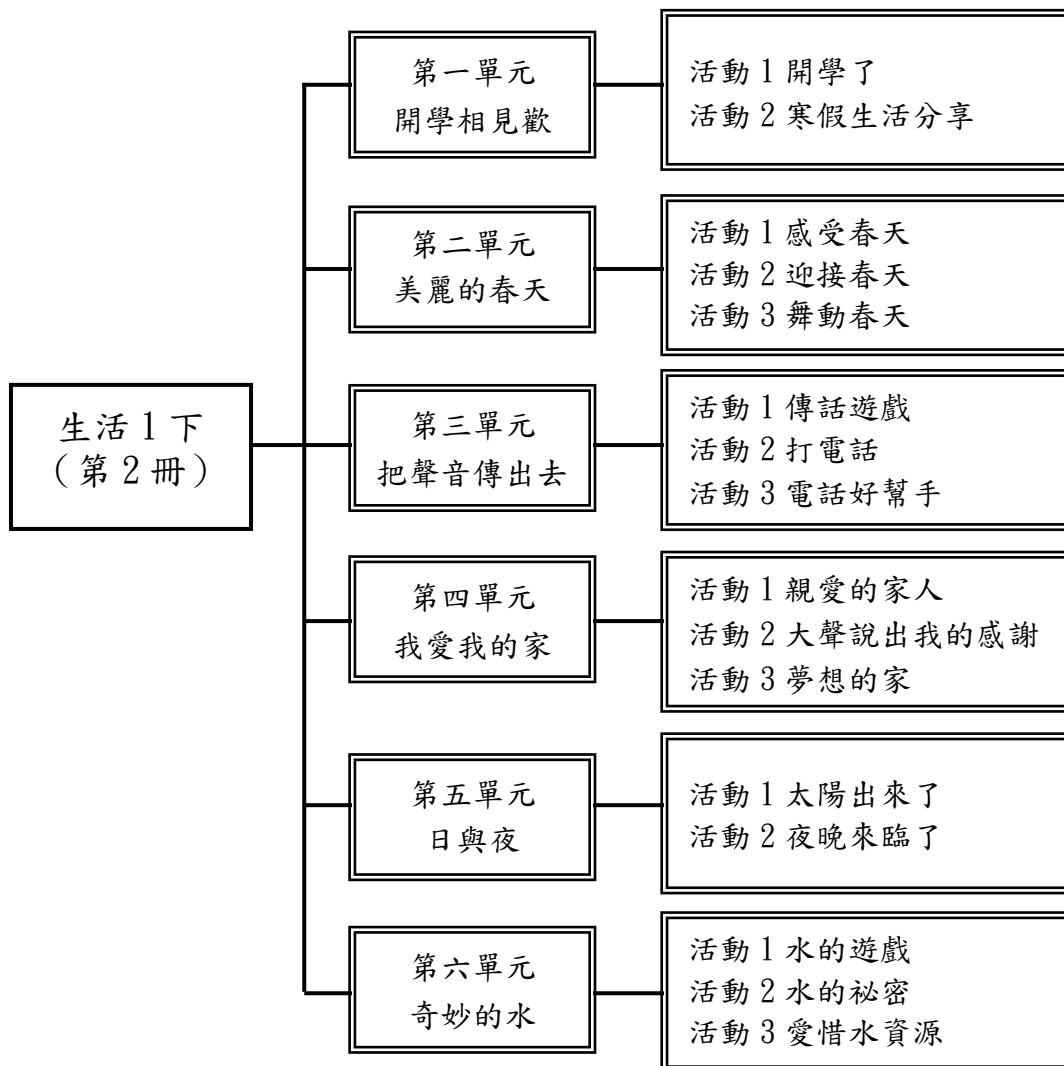 生活1下
（第2冊）
第一單元
開學相見歡
活動1開學了
活動2寒假生活分享
第二單元
美麗的春天
活動1感受春天
活動2迎接春天
活動3舞動春天
第三單元
把聲音傳出去
活動1傳話遊戲
活動2打電話
活動3電話好幫手
第四單元
我愛我的家
活動1親愛的家人
活動2大聲說出我的感謝
活動3夢想的家
第五單元
日與夜
活動1太陽出來了
活動2夜晚來臨了
第六單元
奇妙的水
活動1水的遊戲
活動2水的祕密
活動3愛惜水資源